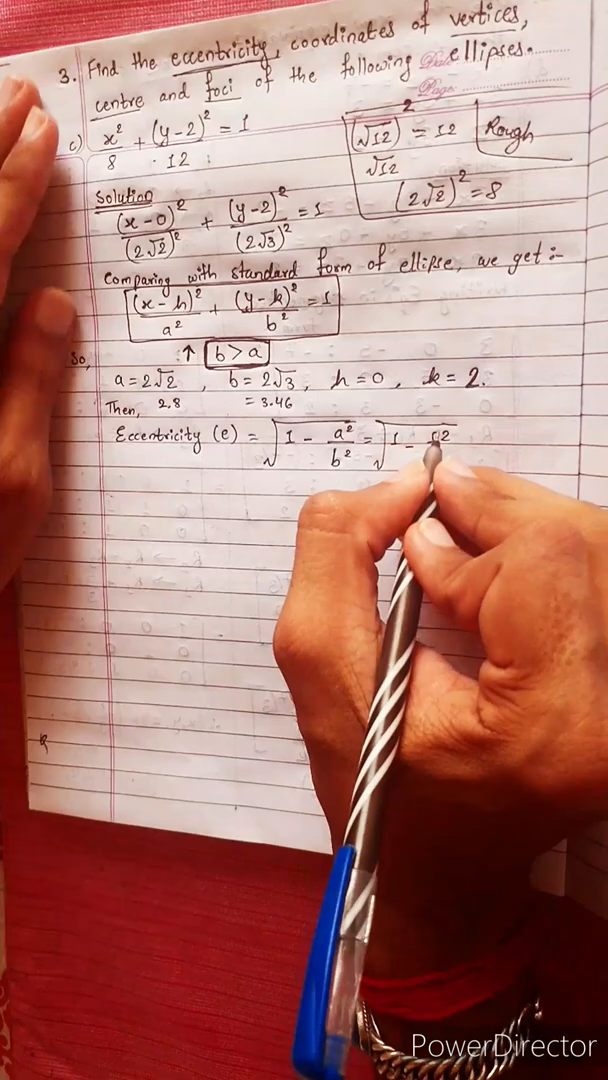 3. Find the eccentricity, coordinates of vertices,
centre and foci of the following ellipses.
Page:
c) x²/8 + (y-2)²/12 = 1
(√12)² = 12
√12
(2√2)² = 8
Rough
Solution
(x-0)²/(2√2)² + (y-2)²/(2√3)² = 1
Comparing with standard form of ellipse, we get :-
(x-h)²/a² + (y-k)²/b² = 1
↑ b>a
So,
a = 2√2 , b = 2√3, h = 0, k = 2.
Then, 2.8 = 3.46
Eccentricity (e) = √(1 - a²/b²) = √(1 - 12
PowerDirector